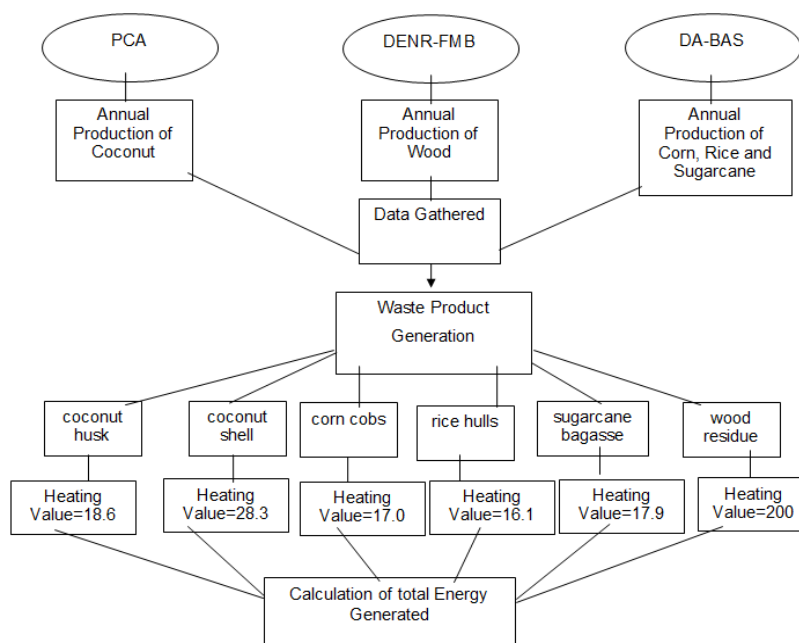 PCA
DENR-FMB
DA-BAS
Annual
Production of
Coconut
Annual
Production of
Wood
Annual
Production of
Corn, Rice and
Sugarcane
Data Gathered
Waste Product
Generation
coconut
husk
coconut
shell
corn cobs
rice hulls
sugarcane
bagasse
wood
residue
Heating
Value=18.6
Heating
Value=28.3
Heating
Value=17.0
Heating
Value=16.1
Heating
Value=17.9
Heating
Value=200
Calculation of total Energy
Generated